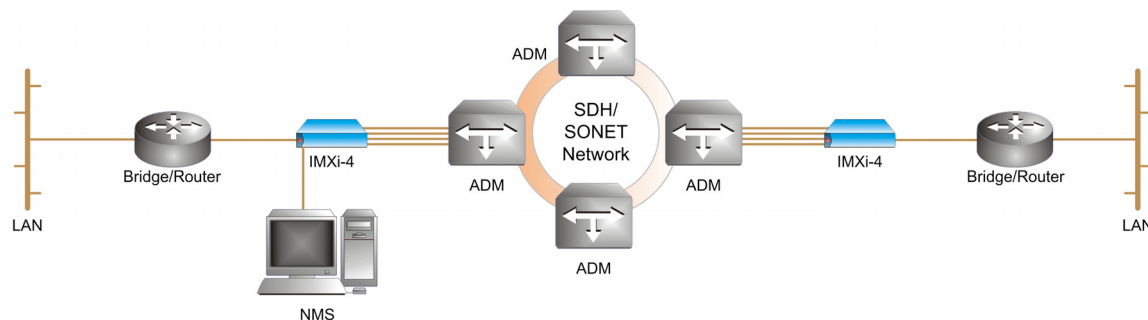 ADM
SDH/
SONET
Network
Bridge/Router
IMXi-4
ADM
ADM
IMXi-4
Bridge/Router
LAN
LAN
ADM
NMS